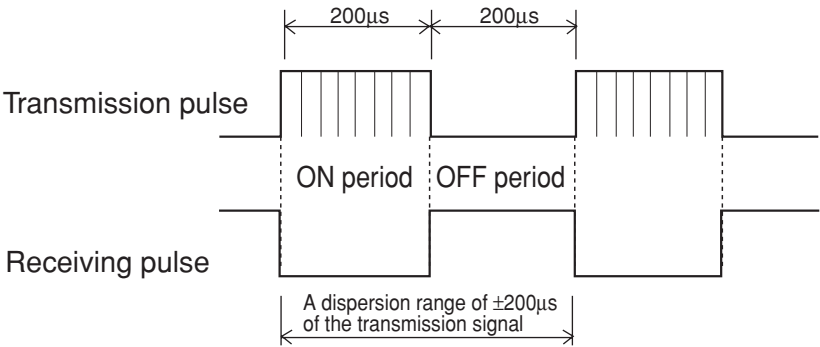 200µs 200µs
Transmission pulse
ON period OFF period
Receiving pulse
A dispersion range of ±200µs
of the transmission signal